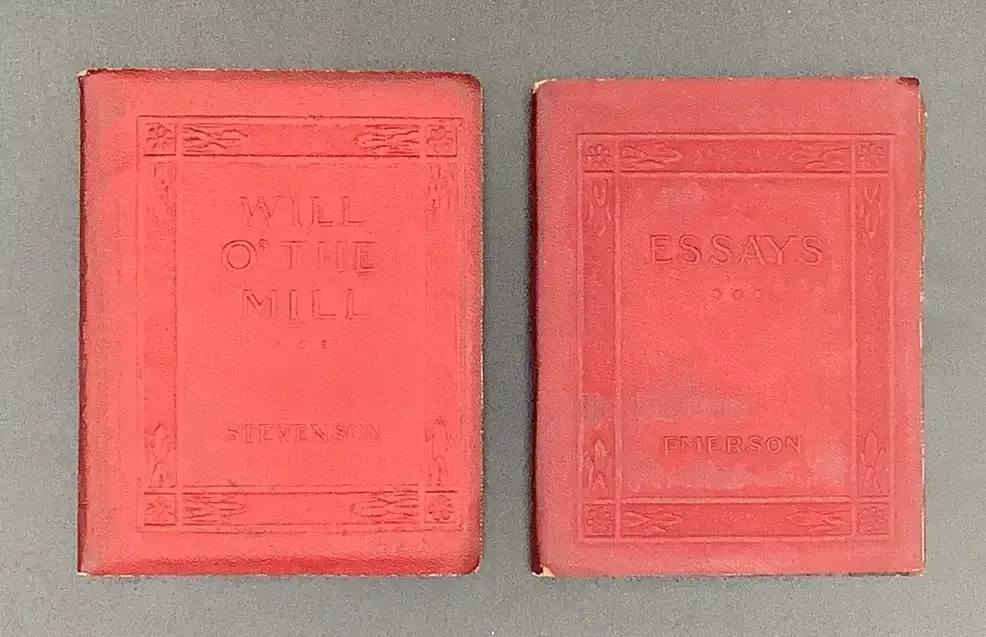 WILL
O' THE
MILL
STEVENSON
ESSAYS
EMERSON